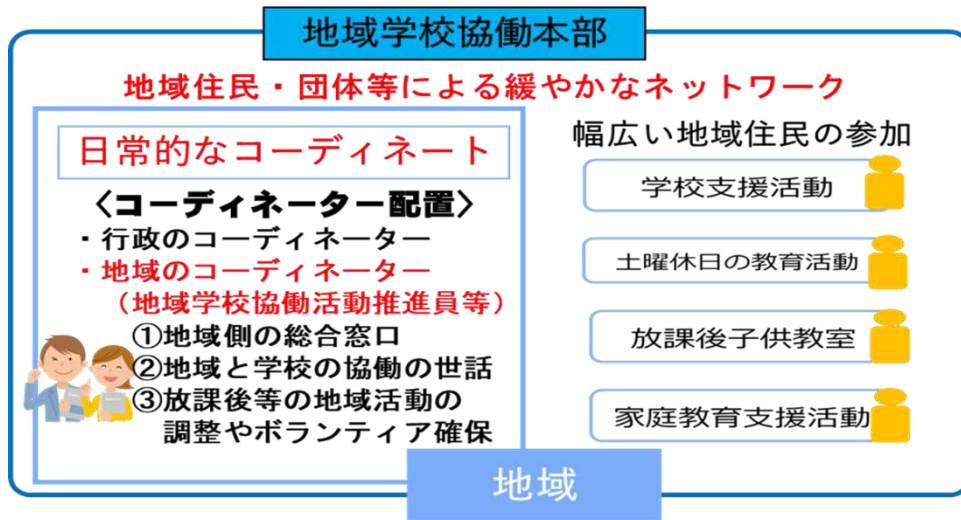 地域学校協働本部
地域住民・団体等による緩やかなネットワーク
日常的なコーディネート
〈コーディネーター配置〉
・行政のコーディネーター
・地域のコーディネーター
（地域学校協働活動推進員等）
①地域側の総合窓口
②地域と学校の協働の世話
③放課後等の地域活動の
調整やボランティア確保
幅広い地域住民の参加
学校支援活動
土曜休日の教育活動
放課後子供教室
家庭教育支援活動
地域